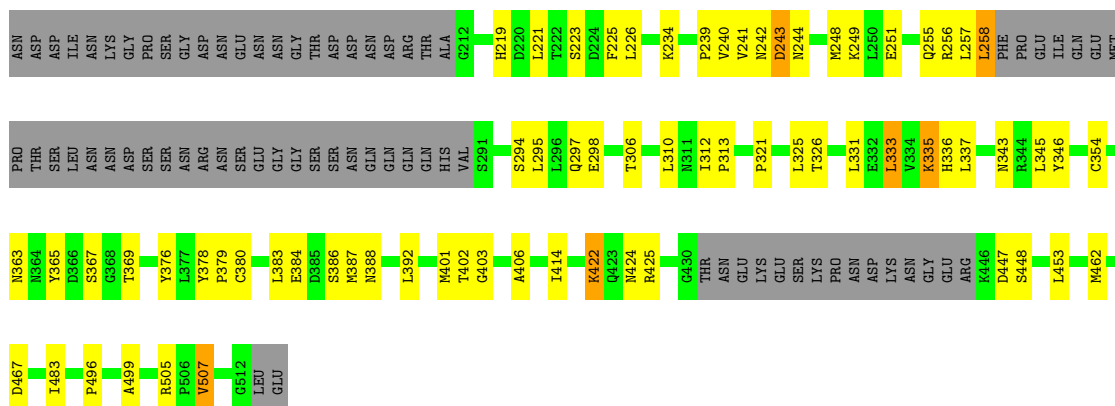 ASN ASP ASP ILE ASN LYS GLY PRO SER GLY ASP ASN GLU ASN ASN GLY THR ASP ASP ASN ASP ARG THR ALA G212 H219 D220 L221 T222 S223 D224 F225 L226 K234 P239 V240 V241 N242 D243 N244 M248 K249 L250 E251 Q255 R256 L257 L258 PHE PRO GLU ILE GLN GLU MET
PRO THR SER LEU ASN ASN ASP SER SER ASN ARG ASN SER GLU GLY GLY SER SER ASN GLN GLN GLN HIS VAL S291 S294 L295 L296 Q297 E298 T306 L310 N311 I312 P313 P321 L325 T326 L331 E332 L333 V334 K335 H336 L337 N343 R344 L345 Y346 C354
N363 N364 Y365 D366 S367 G368 T369 Y376 L377 Y378 P379 C380 L383 E384 D385 S386 M387 N388 L392 M401 T402 G403 A406 I414 K422 Q423 N424 R425 G430 THR ASN GLU LYS GLU SER LYS PRO ASN ASP LYS ASN GLY GLU ARG K446 D447 S448 L453 M462
D467 I483 P496 A499 R505 P506 V507 G512 LEU GLU